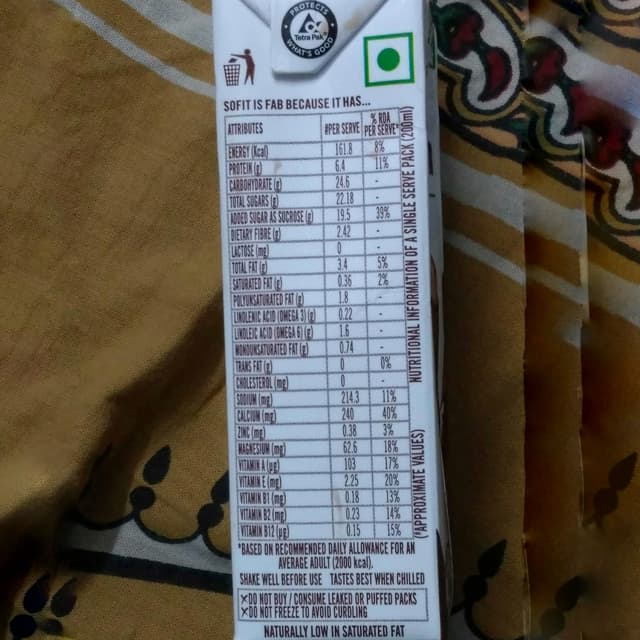 PROTECTS
Tetra Pak
WHAT'S GOOD
SOFIT IS FAB BECAUSE IT HAS...
ATTRIBUTES #PER SERVE % RDA PER SERVE*
ENERGY (Kcal) 161.8 8%
PROTEIN (g) 6.4 11%
CARBOHYDRATE (g) 24.6 -
TOTAL SUGARS (g) 22.18 -
ADDED SUGAR AS SUCROSE (g) 19.5 39%
DIETARY FIBRE (g) 2.42 -
LACTOSE (mg) 0 -
TOTAL FAT (g) 3.4 5%
SATURATED FAT (g) 0.36 2%
POLYUNSATURATED FAT (g) 1.8 -
LINOLENIC ACID (OMEGA 3) (g) 0.22 -
LINOLEIC ACID (OMEGA 6) (g) 1.6 -
MONOUNSATURATED FAT (g) 0.74 -
TRANS FAT (g) 0 0%
CHOLESTEROL (mg) 0 -
SODIUM (mg) 214.3 11%
CALCIUM (mg) 240 40%
ZINC (mg) 0.38 3%
MAGNESIUM (mg) 62.6 18%
VITAMIN A (µg) 103 17%
VITAMIN E (mg) 2.25 20%
VITAMIN B1 (mg) 0.18 13%
VITAMIN B2 (mg) 0.23 14%
VITAMIN B12 (µg) 0.15 15%
NUTRITIONAL INFORMATION OF A SINGLE SERVE PACK (200ml)
(#APPROXIMATE VALUES)
*BASED ON RECOMMENDED DAILY ALLOWANCE FOR AN
AVERAGE ADULT (2000 kcal).
SHAKE WELL BEFORE USE TASTES BEST WHEN CHILLED
×DO NOT BUY / CONSUME LEAKED OR PUFFED PACKS
×DO NOT FREEZE TO AVOID CURDLING
NATURALLY LOW IN SATURATED FAT